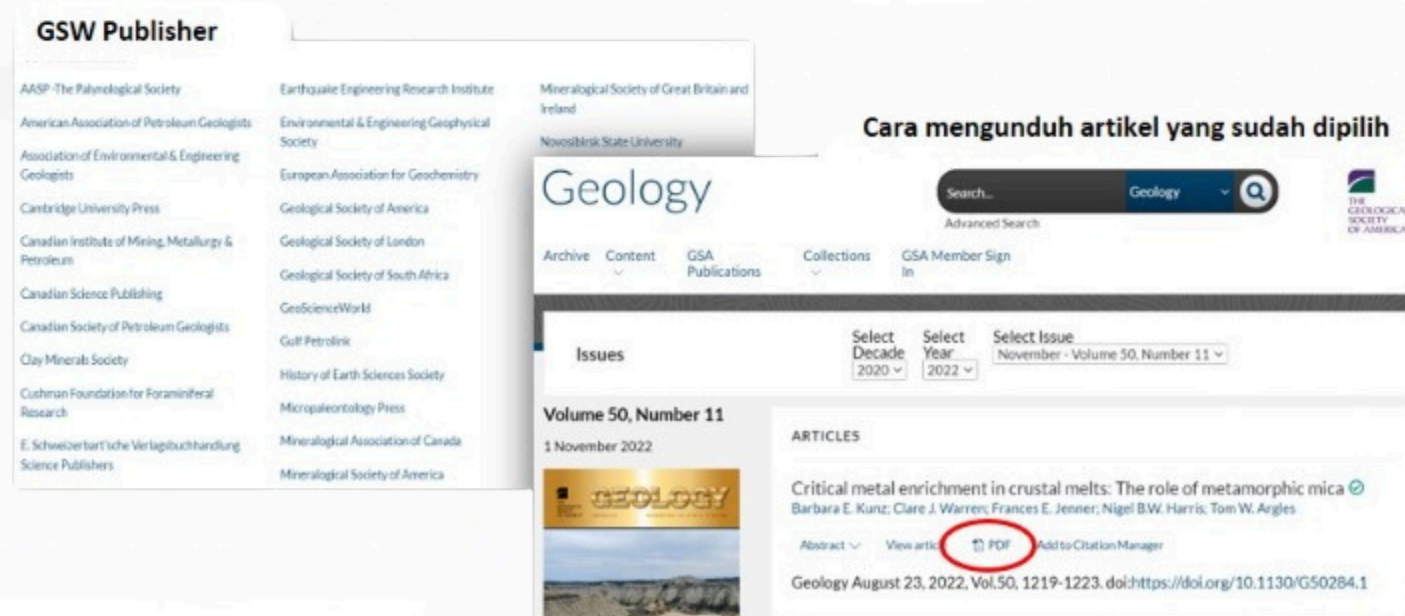 GSW Publisher
AASP -The Palynological Society
American Association of Petroleum Geologists
Association of Environmental & Engineering
Geologists
Cambridge University Press
Canadian Institute of Mining, Metallurgy &
Petroleum
Canadian Science Publishing
Canadian Society of Petroleum Geologists
Clay Minerals Society
Cushman Foundation for Foraminiferal
Research
E. Schweizerbart'sche Verlagsbuchhandlung
Science Publishers
Earthquake Engineering Research Institute
Environmental & Engineering Geophysical
Society
European Association for Geochemistry
Geological Society of America
Geological Society of London
Geological Society of South Africa
GeoScienceWorld
Gulf Petrolink
History of Earth Sciences Society
Micropaleontology Press
Mineralogical Association of Canada
Mineralogical Society of America
Mineralogical Society of Great Britain and
Ireland
Novosibirsk State University
Cara mengunduh artikel yang sudah dipilih
Geology
Search...
Geology
Advanced Search
THE
GEOLOGICAL
SOCIETY
OF AMERICA
Archive Content GSA Collections GSA Member Sign
Publications In
Issues
Select Select Select Issue
Decade Year November - Volume 50, Number 11
2020 2022
Volume 50, Number 11
1 November 2022
GEOLOGY
ARTICLES
Critical metal enrichment in crustal melts: The role of metamorphic mica
Barbara E. Kunz; Clare J. Warren; Frances E. Jenner; Nigel B.W. Harris; Tom W. Argles
Abstract View artic PDF Add to Citation Manager
Geology August 23, 2022, Vol.50, 1219-1223. doi:https://doi.org/10.1130/G50284.1